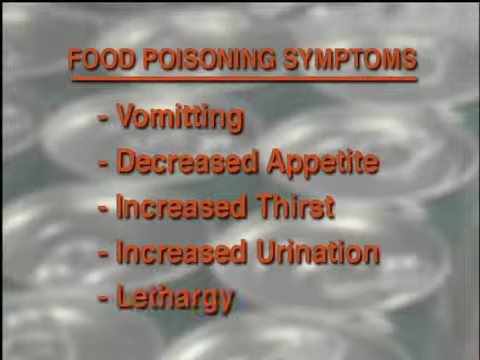 FOOD POISONING SYMPTOMS
- Vomitting
- Decreased Appetite
- Increased Thirst
- Increased Urination
- Lethargy